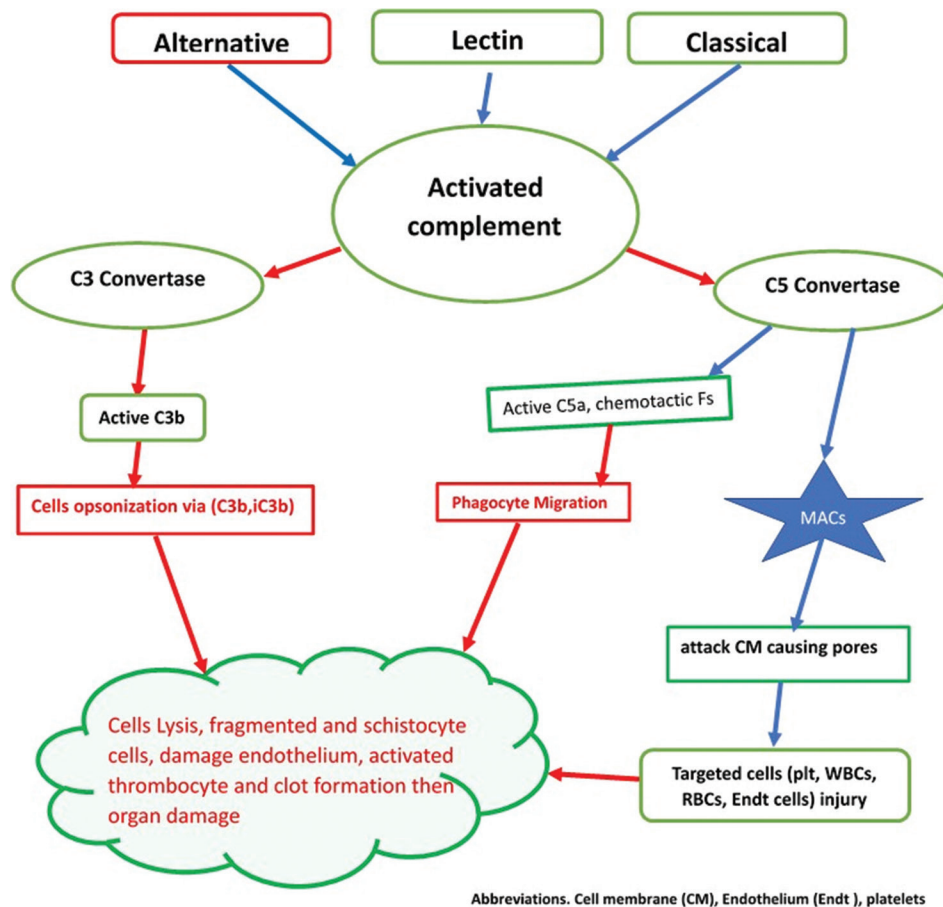 Alternative
Lectin
Classical
Activated
complement
C3 Convertase
C5 Convertase
Active C3b
Active C5a, chemotactic Fs
Cells opsonization via (C3b,iC3b)
Phagocyte Migration
MACs
attack CM causing pores
Cells Lysis, fragmented and schistocyte
cells, damage endothelium, activated
thrombocyte and clot formation then
organ damage
Targeted cells (plt, WBCs,
RBCs, Endt cells) injury
Abbreviations. Cell membrane (CM), Endothelium (Endt ), platelets